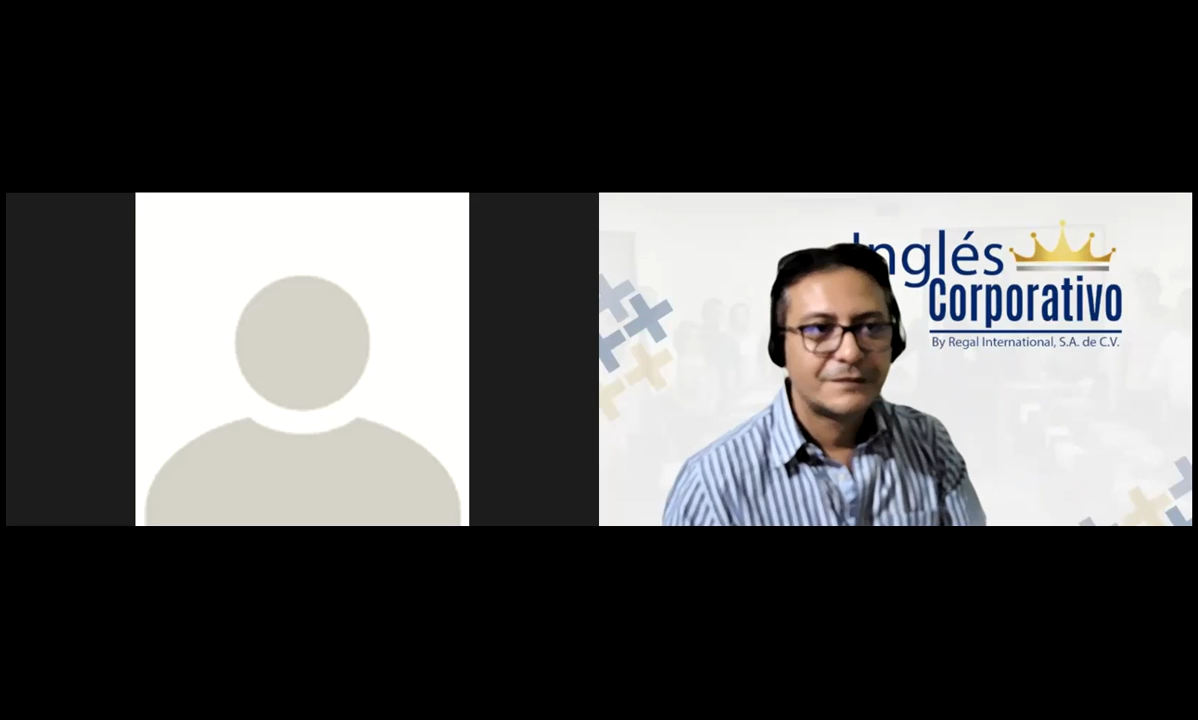 Inglés
Corporativo
By Regal International, S.A. de C.V.